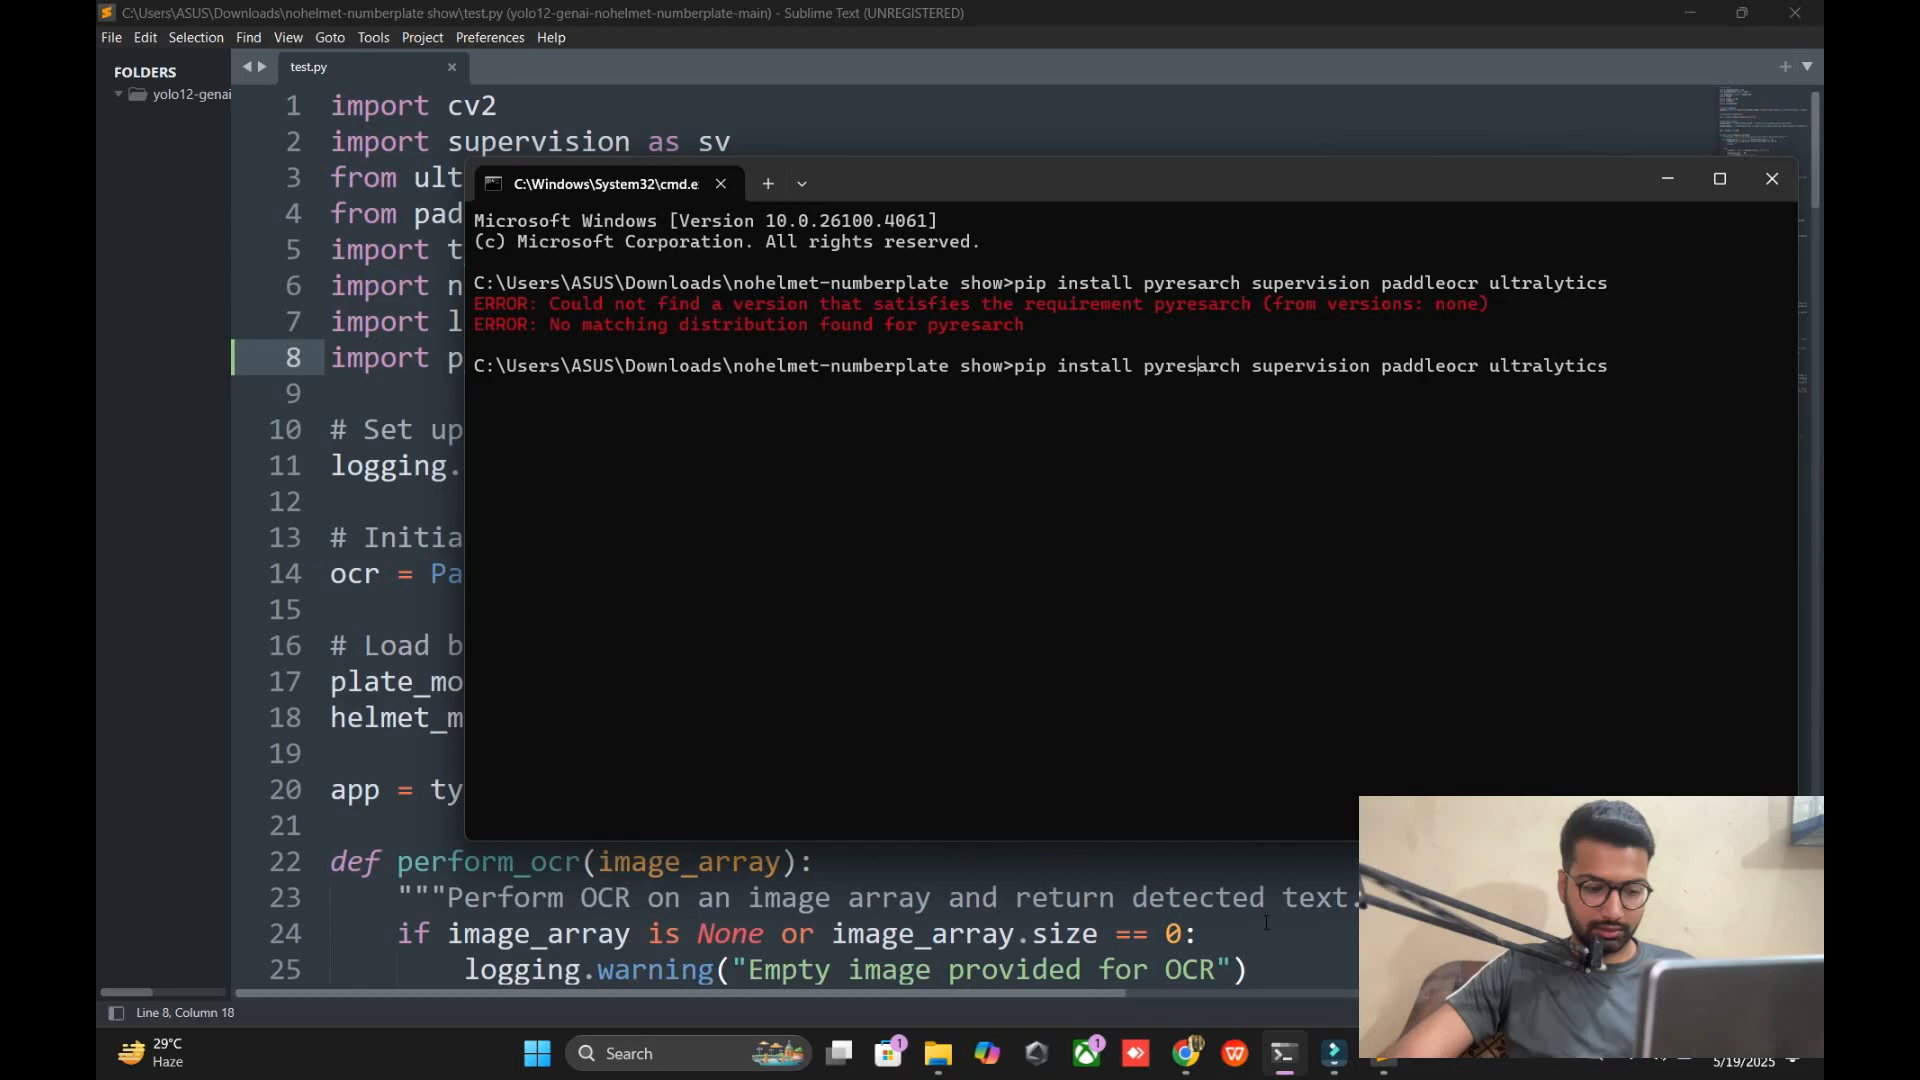 C:\Users\ASUS\Downloads\nohelmet-numberplate show\test.py (yolo12-genai-nohelmet-numberplate-main) - Sublime Text (UNREGISTERED)
File Edit Selection Find View Goto Tools Project Preferences Help
FOLDERS
yolo12-genai
test.py
1 import cv2
2 import supervision as sv
3 from ult
4 from pad
5 import t
6 import n
7 import l
8 import p
9
10 # Set up
11 logging.
12
13 # Initia
14 ocr = Pa
15
16 # Load b
17 plate_mo
18 helmet_m
19
20 app = ty
21
22 def perform_ocr(image_array):
23 """Perform OCR on an image array and return detected text.
24 if image_array is None or image_array.size == 0:
25 logging.warning("Empty image provided for OCR")
C:\Windows\System32\cmd.e
Microsoft Windows [Version 10.0.26100.4061]
(c) Microsoft Corporation. All rights reserved.
C:\Users\ASUS\Downloads\nohelmet-numberplate show>pip install pyresarch supervision paddleocr ultralytics
ERROR: Could not find a version that satisfies the requirement pyresarch (from versions: none)
ERROR: No matching distribution found for pyresarch
C:\Users\ASUS\Downloads\nohelmet-numberplate show>pip install pyresarch supervision paddleocr ultralytics
Line 8, Column 18
29°C
Haze
Search
1
1
5/19/2025